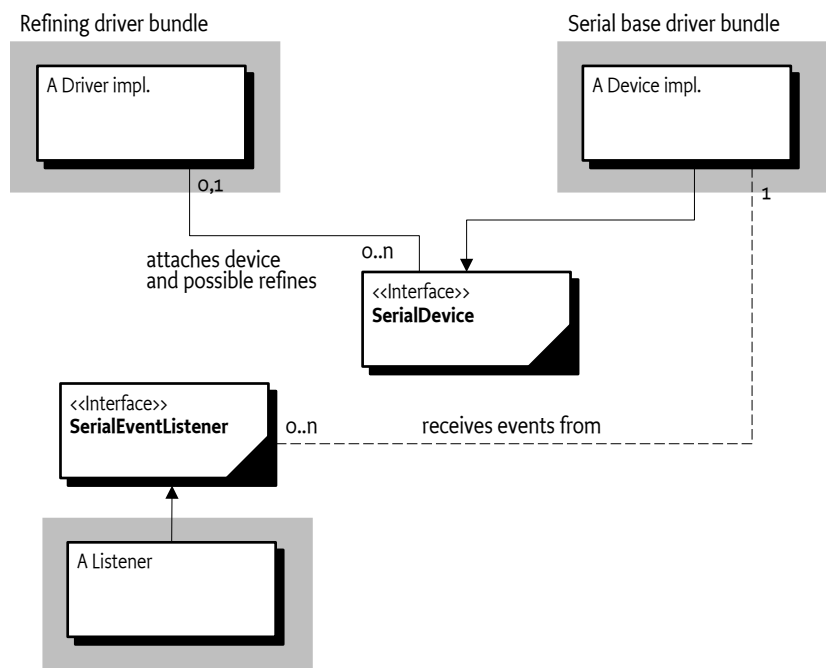 Refining driver bundle
Serial base driver bundle
A Driver impl.
A Device impl.
0,1
1
attaches device
and possible refines
0..n
<<Interface>>
SerialDevice
<<Interface>>
SerialEventListener
0..n
receives events from
A Listener